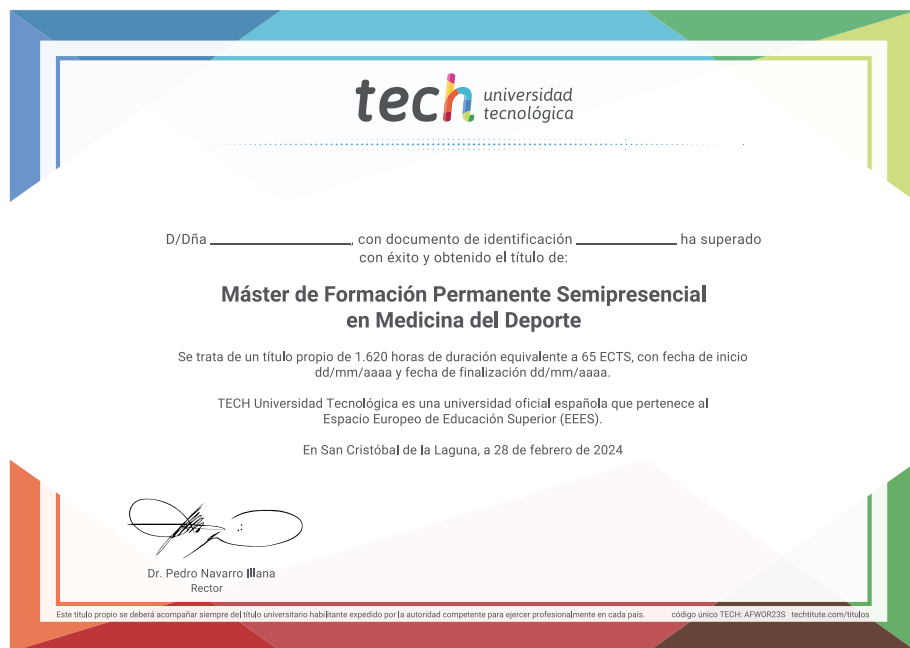 tech universidad
tecnológica
D/Dña ______________, con documento de identificación __________ ha superado
con éxito y obtenido el título de:
Máster de Formación Permanente Semipresencial
en Medicina del Deporte
Se trata de un título propio de 1.620 horas de duración equivalente a 65 ECTS, con fecha de inicio
dd/mm/aaaa y fecha de finalización dd/mm/aaaa.
TECH Universidad Tecnológica es una universidad oficial española que pertenece al
Espacio Europeo de Educación Superior (EEES).
En San Cristóbal de la Laguna, a 28 de febrero de 2024
Dr. Pedro Navarro Illana
Rector
Este título propio se deberá acompañar siempre del título universitario habilitante expedido por la autoridad competente para ejercer profesionalmente en cada país. código único TECH: AFWOR23S techtitute.com/titulos